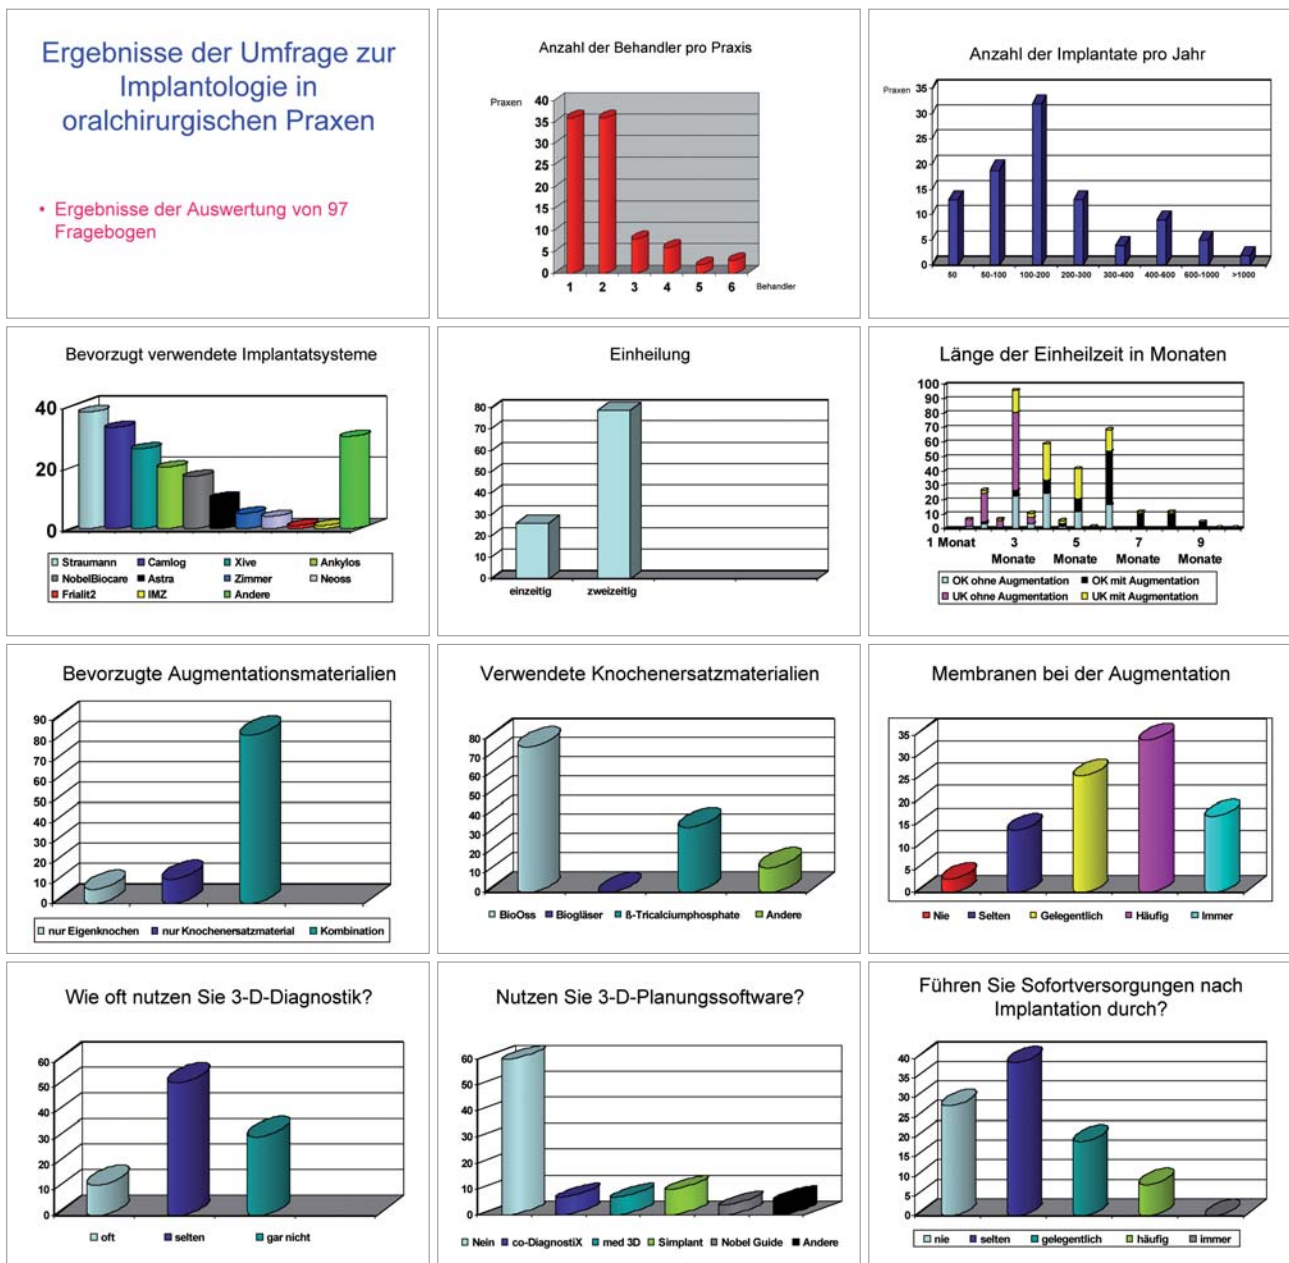 Ergebnisse der Umfrage zur
Implantologie in
oralchirurgischen Praxen
• Ergebnisse der Auswertung von 97
Fragebogen
Anzahl der Behandler pro Praxis
Praxen
40
35
30
25
20
15
10
5
0
1 2 3 4 5 6 Behandler
Anzahl der Implantate pro Jahr
Praxen
35
30
25
20
15
10
5
0
50 50-100 100-200 200-300 300-400 400-600 600-1000 >1000
Bevorzugt verwendete Implantatsysteme
40
20
0
Straumann Camlog Xive Ankylos
NobelBiocare Astra Zimmer Neoss
Frialit2 IMZ Andere
Einheilung
80
70
60
50
40
30
20
10
0
einzeitig zweizeitig
Länge der Einheilzeit in Monaten
100
90
80
70
60
50
40
30
20
10
0
1 Monat 3 5 7 9
Monate Monate Monate Monate
OK ohne Augmentation OK mit Augmentation
UK ohne Augmentation UK mit Augmentation
Bevorzugte Augmentationsmaterialien
90
80
70
60
50
40
30
20
10
0
nur Eigenknochen nur Knochenersatzmaterial Kombination
Verwendete Knochenersatzmaterialien
80
70
60
50
40
30
20
10
0
BioOss Biogläser ß-Tricalciumphosphate Andere
Membranen bei der Augmentation
35
30
25
20
15
10
5
0
Nie Selten Gelegentlich Häufig Immer
Wie oft nutzen Sie 3-D-Diagnostik?
60
50
40
30
20
10
0
oft selten gar nicht
Nutzen Sie 3-D-Planungssoftware?
60
50
40
30
20
10
0
Nein co-DiagnostiX med 3D Simplant Nobel Guide Andere
Führen Sie Sofortversorgungen nach
Implantation durch?
40
35
30
25
20
15
10
5
0
nie selten gelegentlich häufig immer